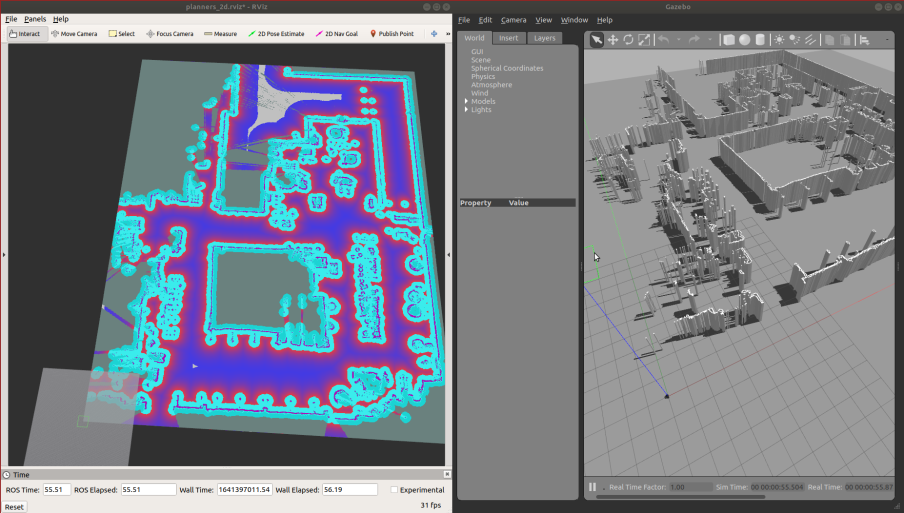 planners_2d.rviz* - RViz
File Panels Help
Interact Move Camera Select Focus Camera Measure 2D Pose Estimate 2D Nav Goal Publish Point »
Time
ROS Time: 55.51 ROS Elapsed: 55.51 Wall Time: 1641397011.54 Wall Elapsed: 56.19 Experimental
Reset 31 fps
Gazebo
File Edit Camera View Window Help
World Insert Layers
GUI
Scene
Spherical Coordinates
Physics
Atmosphere
Wind
Models
Lights
Property Value
Real Time Factor: 1.00 Sim Time: 00 00:00:55.504 Real Time: 00 00:00:55.87